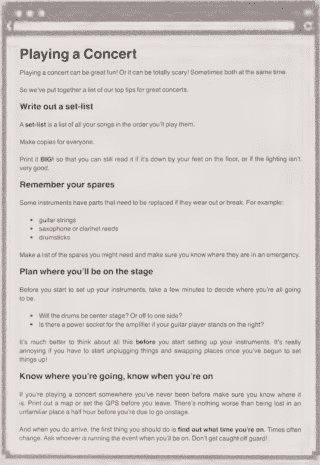 Playing a Concert
Playing a concert can be great fun! Or it can be totally scary! Sometimes both at the same time.
So we've put together a list of our top tips for great concerts.
Write out a set-list
A set-list is a list of all your songs in the order you'll play them.
Make copies for everyone.
Print it BIG! so that you can still read it if it's down by your feet on the floor, or if the lighting isn't
very good.
Remember your spares
Some instruments have parts that need to be replaced if they wear out or break. For example:
• guitar strings
• saxophone or clarinet reeds
• drumsticks
Make a list of the spares you might need and make sure you know where they are in an emergency.
Plan where you'll be on the stage
Before you start to set up your instruments, take a few minutes to decide where you're all going
to be.
• Will the drums be center stage? Or off to one side?
• Is there a power socket for the amplifier if your guitar player stands on the right?
It's much better to think about all this before you start setting up your instruments. It's really
annoying if you have to start unplugging things and swapping places once you've begun to set
things up!
Know where you're going, know when you're on
If you're playing a concert somewhere you've never been before make sure you know where it
is. Print out a map or set the GPS before you leave. There's nothing worse than being lost in an
unfamiliar place a half hour before you're due to go onstage.
And when you do arrive, the first thing you should do is find out what time you're on. Times often
change. Ask whoever is running the event when you'll be on. Don't get caught off guard!